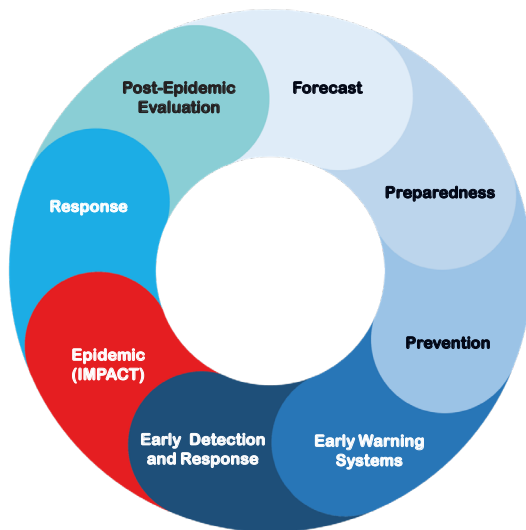 Forecast
Preparedness
Prevention
Early Warning
Systems
Early Detection
and Response
Epidemic
(IMPACT)
Response
Post-Epidemic
Evaluation